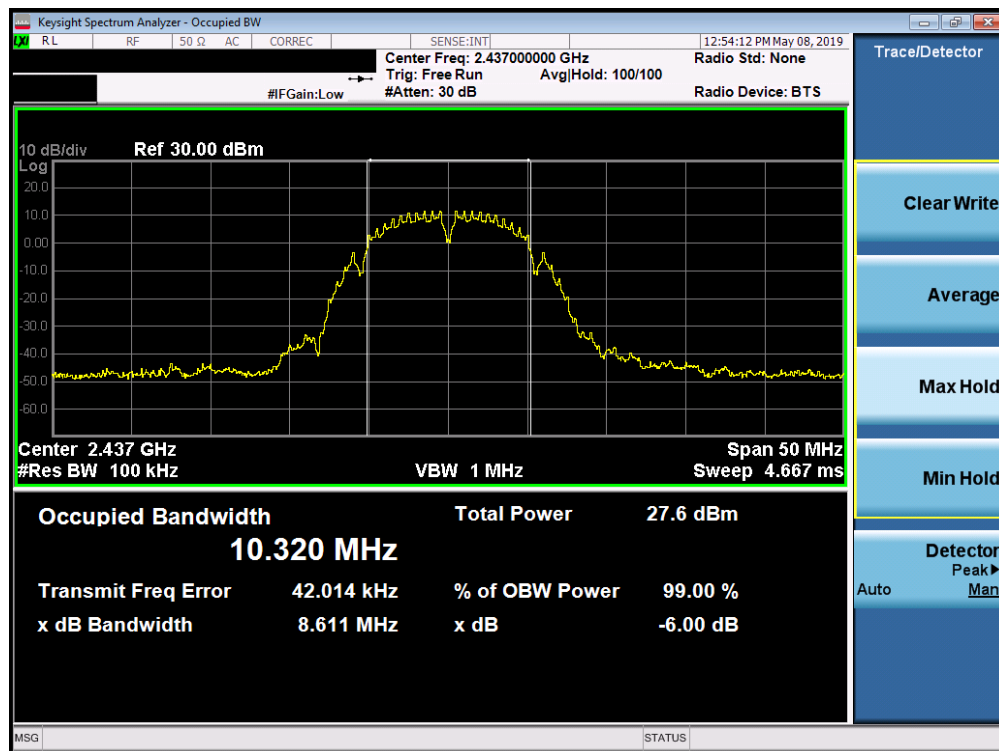 Keysight Spectrum Analyzer - Occupied BW
LXI RL RF 50 Ω AC CORREC SENSE:INT 12:54:12 PM May 08, 2019
Center Freq: 2.437000000 GHz Radio Std: None
Trig: Free Run Avg|Hold: 100/100
#IFGain:Low #Atten: 30 dB Radio Device: BTS
10 dB/div Ref 30.00 dBm
Log
20.0
10.0
0.00
-10.0
-20.0
-30.0
-40.0
-50.0
-60.0
Center 2.437 GHz Span 50 MHz
#Res BW 100 kHz VBW 1 MHz Sweep 4.667 ms
Occupied Bandwidth Total Power 27.6 dBm
10.320 MHz
Transmit Freq Error 42.014 kHz % of OBW Power 99.00 %
x dB Bandwidth 8.611 MHz x dB -6.00 dB
MSG STATUS
Trace/Detector
Clear Write
Average
Max Hold
Min Hold
Detector
Peak▶
Auto Man